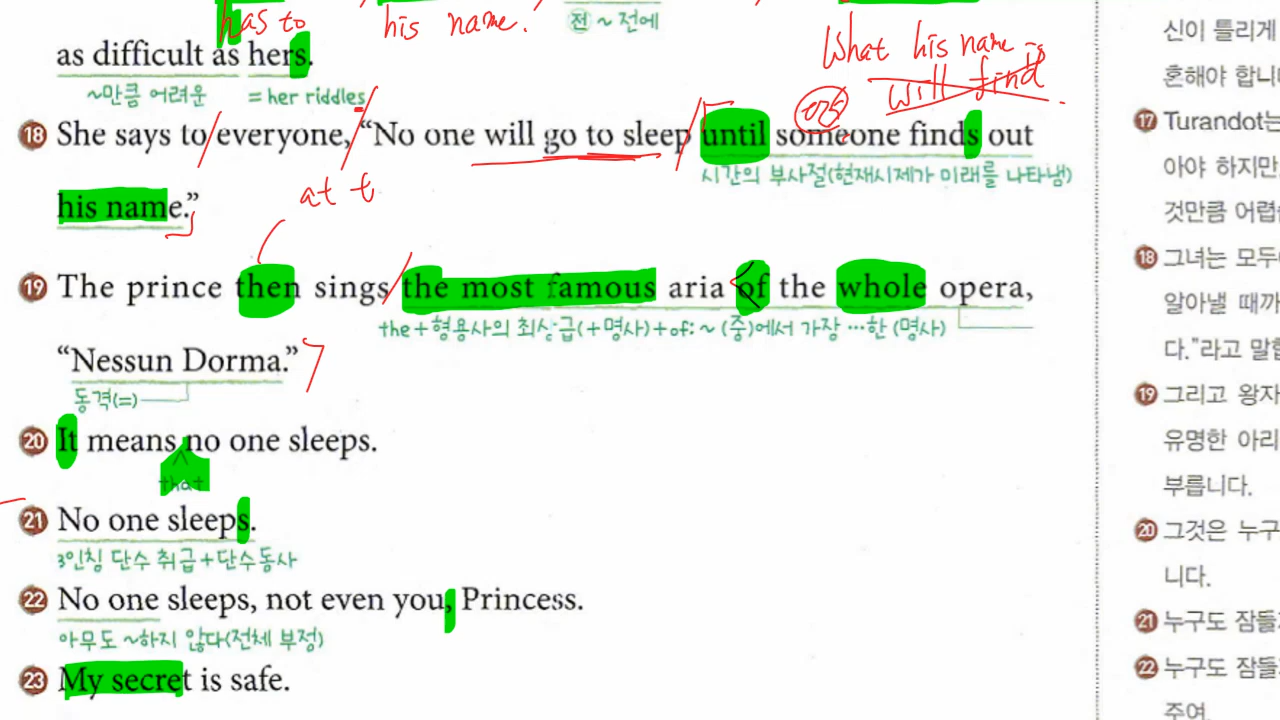 has to
his name.
전 ~전에
as difficult as hers.
~만큼 어려운 = her riddles
What his name is
will find.
18 She says to everyone, “No one will go to sleep until someone finds out
시간의 부사절(현재시제가 미래를 나타냄)
his name.”
at t
19 The prince then sings the most famous aria of the whole opera,
the+형용사의 최상급(+명사)+of: ~ (중)에서 가장 …한 (명사)
“Nessun Dorma.”
동격(=)
20 It means no one sleeps.
that
21 No one sleeps.
3인칭 단수 취급+단수동사
22 No one sleeps, not even you, Princess.
아무도 ~하지 않다(전체 부정)
23 My secret is safe.
신이 틀리게
혼해야 합니
17 Turandot는
아야 하지만
것만큼 어렵
18 그녀는 모두
알아낼 때까
다.”라고 말
19 그리고 왕자
유명한 아리
부릅니다.
20 그것은 누구
니다.
21 누구도 잠들
22 누구도 잠들
주여.